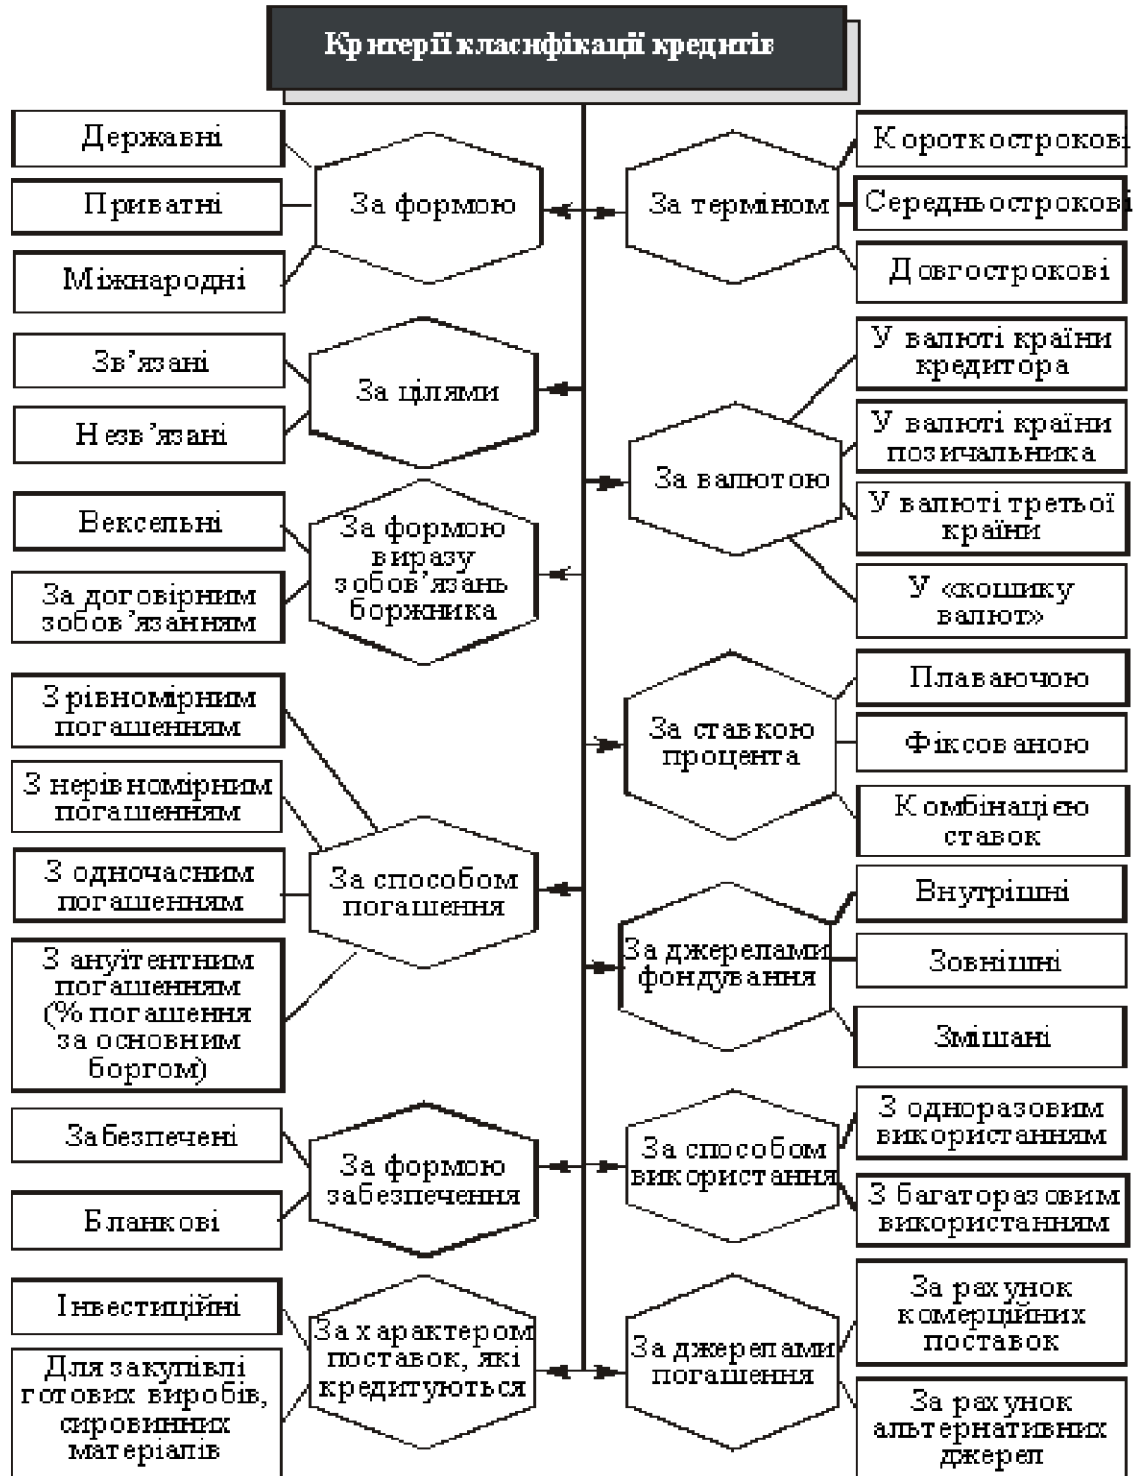 Критерії класифікації кредитів
Державні
Приватні
Міжнародні
За формою
За терміном
Короткострокові
Середньострокові
Довгострокові
Зв’язані
Незв’язані
За цілями
За валютою
У валюті країни
кредитора
У валюті країни
позичальника
У валюті третьої
країни
У «кошику
валют»
Вексельні
За договірним
зобов’язанням
За формою
виразу
зобов’язань
боржника
За ставкою
процента
Плаваючою
Фіксованою
Комбінацією
ставок
З рівномірним
погашенням
З нерівномірним
погашенням
З одночасним
погашенням
З ануїтентним
погашенням
(% погашення
за основним
боргом)
За способом
погашення
За джерелами
фондування
Внутрішні
Зовнішні
Змішані
Забезпечені
Бланкові
За формою
забезпечення
За способом
використання
З одноразовим
використанням
З багаторазовим
використанням
Інвестиційні
Для закупівлі
готових виробів,
сировинних
матеріалів
За характером
поставок, які
кредитуються
За джерелами
погашення
За рахунок
комерційних
поставок
За рахунок
альтернативних
джерел